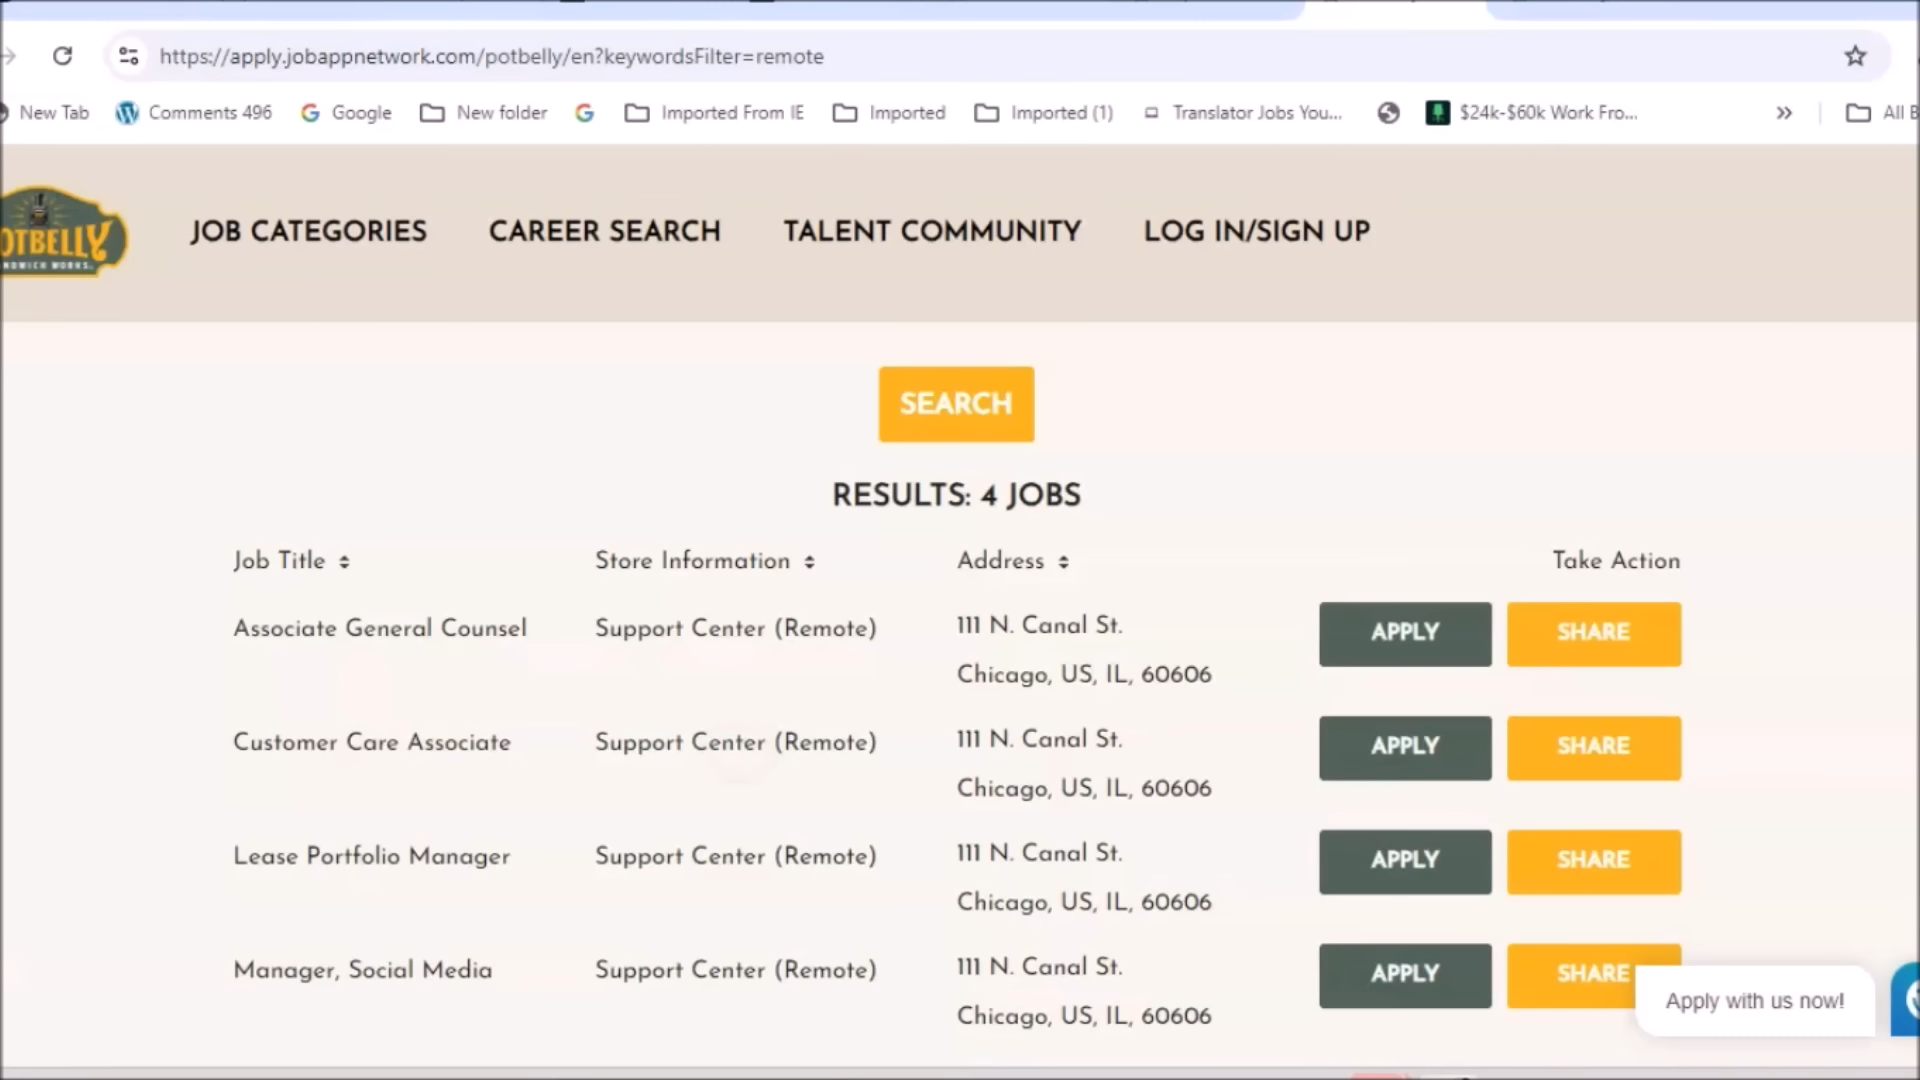 https://apply.jobappnetwork.com/potbelly/en?keywordsFilter=remote
New Tab Comments 496 Google New folder Imported From IE Imported Imported (1) Translator Jobs You... $24k-$60k Work Fro... » All B
OTBELLY
NDWICH WORKS
JOB CATEGORIES CAREER SEARCH TALENT COMMUNITY LOG IN/SIGN UP
SEARCH
RESULTS: 4 JOBS
Job Title Store Information Address Take Action
Associate General Counsel Support Center (Remote) 111 N. Canal St. APPLY SHARE
Chicago, US, IL, 60606
Customer Care Associate Support Center (Remote) 111 N. Canal St. APPLY SHARE
Chicago, US, IL, 60606
Lease Portfolio Manager Support Center (Remote) 111 N. Canal St. APPLY SHARE
Chicago, US, IL, 60606
Manager, Social Media Support Center (Remote) 111 N. Canal St. APPLY SHARE
Chicago, US, IL, 60606
Apply with us now!